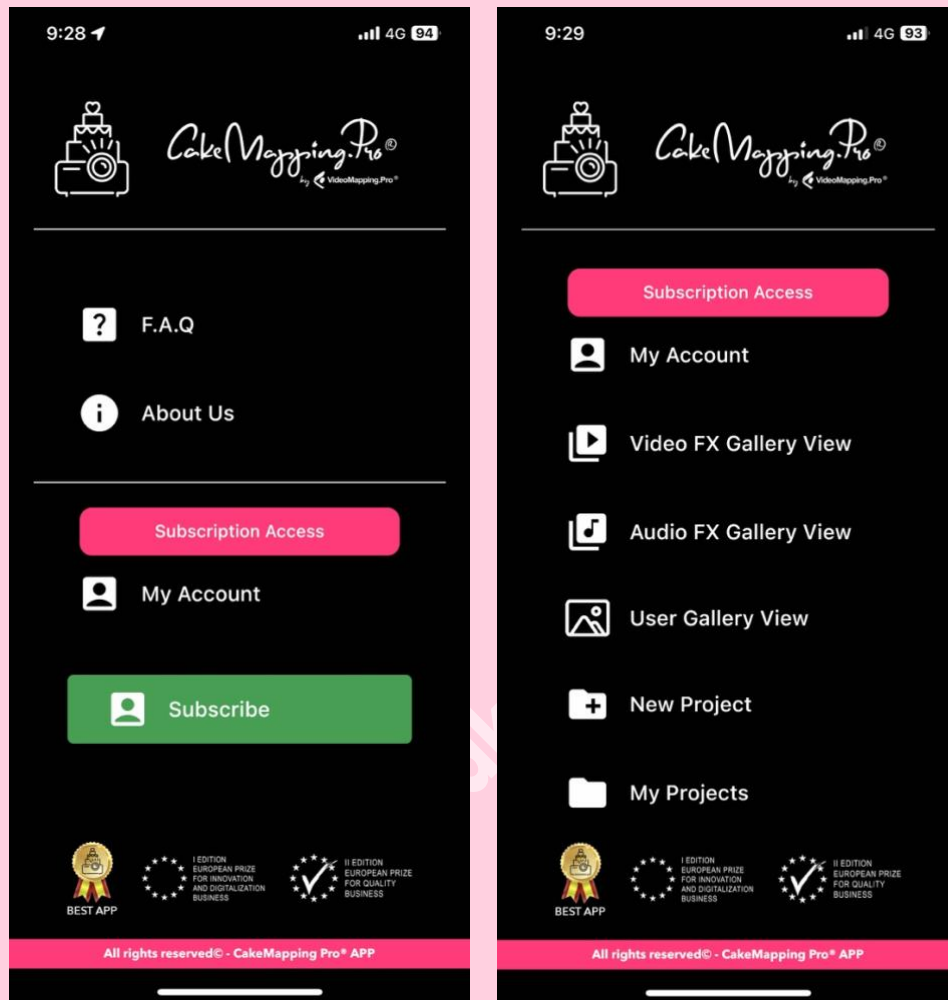 9:28
4G 94
CakeMapping.Pro®
by VideoMapping.Pro®
F.A.Q
About Us
Subscription Access
My Account
Subscribe
BEST APP
I EDITION
EUROPEAN PRIZE
FOR INNOVATION
AND DIGITALIZATION
BUSINESS
II EDITION
EUROPEAN PRIZE
FOR QUALITY
BUSINESS
All rights reserved© - CakeMapping Pro® APP
9:29
4G 93
CakeMapping.Pro®
by VideoMapping.Pro®
Subscription Access
My Account
Video FX Gallery View
Audio FX Gallery View
User Gallery View
New Project
My Projects
BEST APP
I EDITION
EUROPEAN PRIZE
FOR INNOVATION
AND DIGITALIZATION
BUSINESS
II EDITION
EUROPEAN PRIZE
FOR QUALITY
BUSINESS
All rights reserved© - CakeMapping Pro® APP